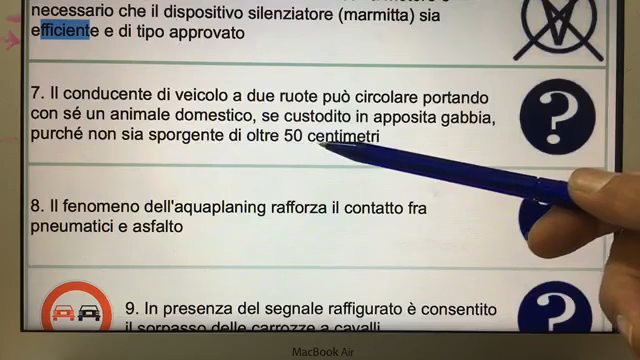 necessario che il dispositivo silenziatore (marmitta) sia
efficiente e di tipo approvato
7. Il conducente di veicolo a due ruote può circolare portando
con sé un animale domestico, se custodito in apposita gabbia,
purché non sia sporgente di oltre 50 centimetri
8. Il fenomeno dell'aquaplaning rafforza il contatto fra
pneumatici e asfalto
9. In presenza del segnale raffigurato è consentito
il sorpasso delle carrozze a cavalli
MacBook Air